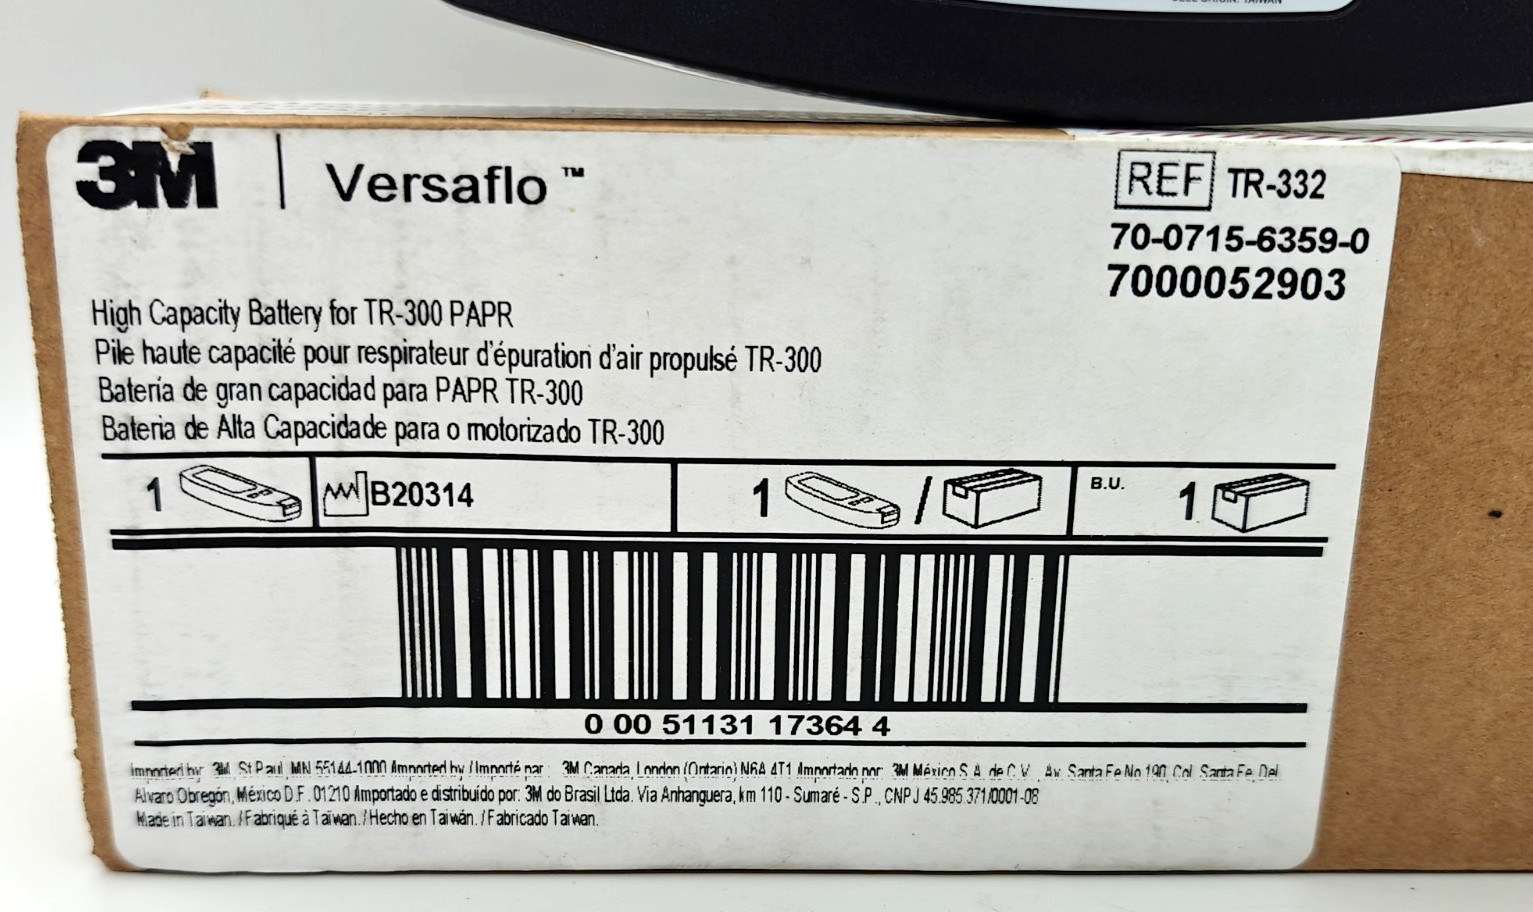 CELL ORIGIN: TAIWAN
3M | Versaflo™
REF TR-332
70-0715-6359-0
7000052903
High Capacity Battery for TR-300 PAPR
Pile haute capacité pour respirateur d'épuration d'air propulsé TR-300
Batería de gran capacidad para PAPR TR-300
Bateria de Alta Capacidade para o motorizado TR-300
1 B20314 1 / B.U. 1
0 00 51131 17364 4
Imported by: 3M, St Paul, MN 55144-1000 /Imported by / Importé par : 3M Canada, London (Ontario) N6A 4T1 /Importado por: 3M México S.A. de C.V., Av. Santa Fe No.190, Col. Santa Fe, Del.
Alvaro Obregón, México D.F. 01210 /Importado e distribuído por: 3M do Brasil Ltda. Via Anhanguera, km 110 - Sumaré - S.P., CNPJ 45.985.371/0001-08
Made in Taiwan. / Fabriqué à Taïwan. / Hecho en Taiwán. / Fabricado Taiwan.